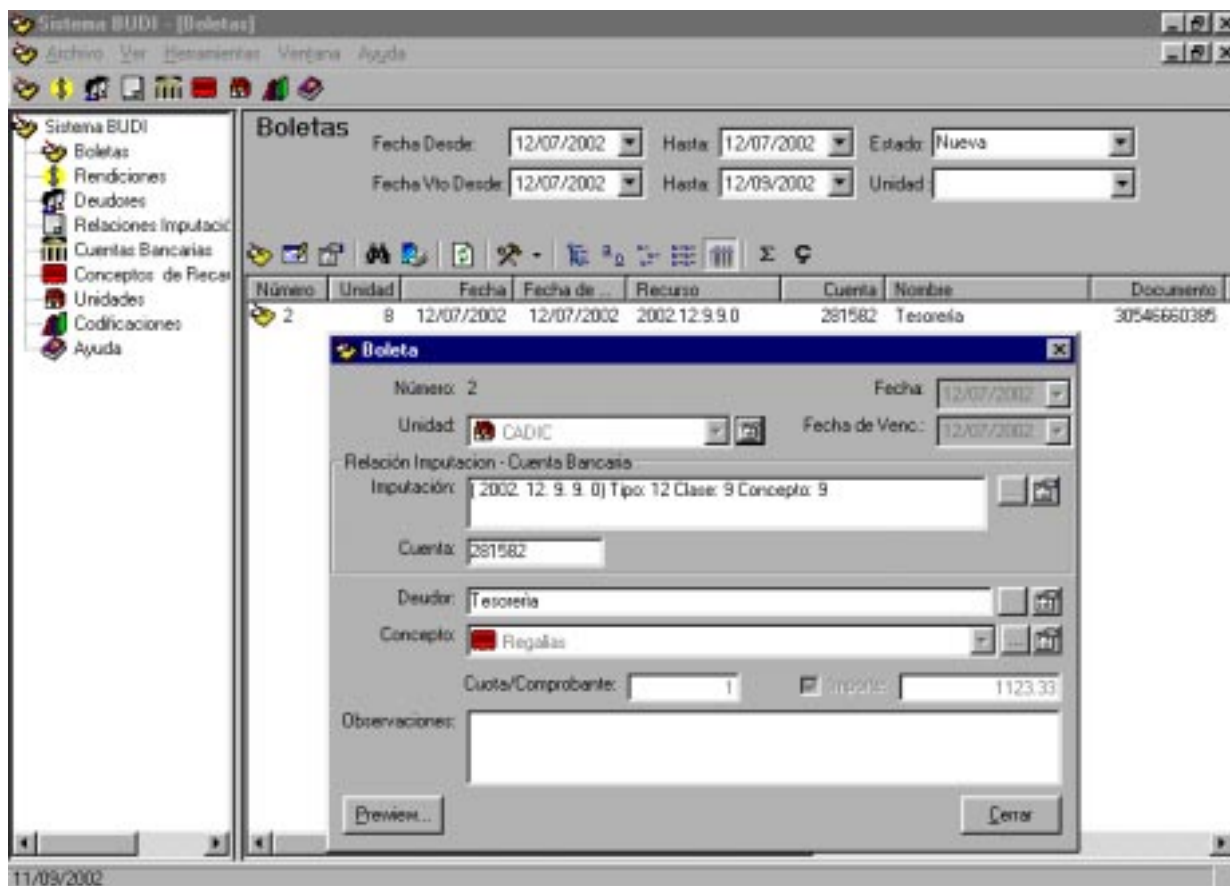 Sistema BUDI - [Boletas]
Archivo Ver Herramientas Ventana Ayuda
Sistema BUDI
Boletas
Rendiciones
Deudores
Relaciones Imputació
Cuentas Bancarias
Conceptos de Recau
Unidades
Codificaciones
Ayuda
Boletas
Fecha Desde: 12/07/2002 Hasta: 12/07/2002 Estado: Nueva
Fecha Vto Desde: 12/07/2002 Hasta: 12/09/2002 Unidad:
Número Unidad Fecha Fecha de ... Recurso Cuenta Nombre Documento
2 8 12/07/2002 12/07/2002 2002.12.9.9.0 281582 Tesorería 30546660385
Boleta
Número: 2 Fecha: 12/07/2002
Unidad: CADIC Fecha de Venc.: 12/07/2002
Relación Imputacion - Cuenta Bancaria
Imputación: ( 2002. 12. 9. 9. 0) Tipo: 12 Clase: 9 Concepto: 9
Cuenta: 281582
Deudor: Tesorería
Concepto: Regalías
Cuota/Comprobante: 1 Importe: 1123.33
Observaciones:
Preview... Cerrar
11/09/2002